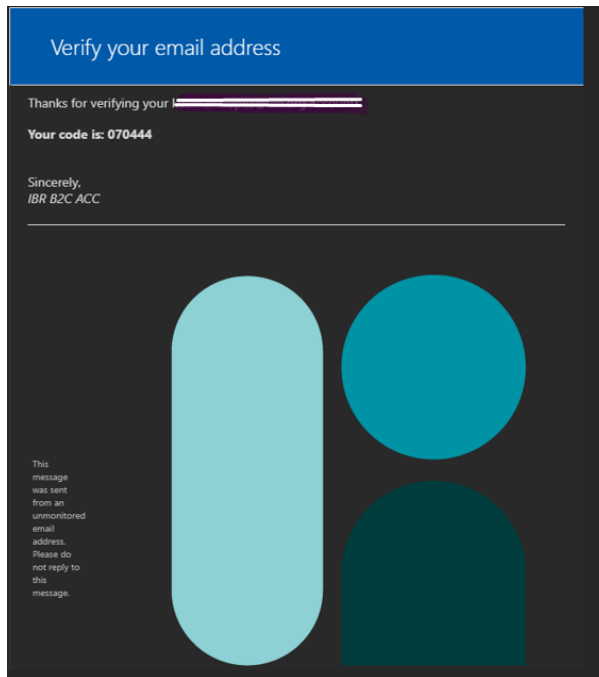 Verify your email address
Thanks for verifying your
Your code is: 070444
Sincerely,
IBR B2C ACC
This
message
was sent
from an
unmonitored
email
address.
Please do
not reply to
this
message.